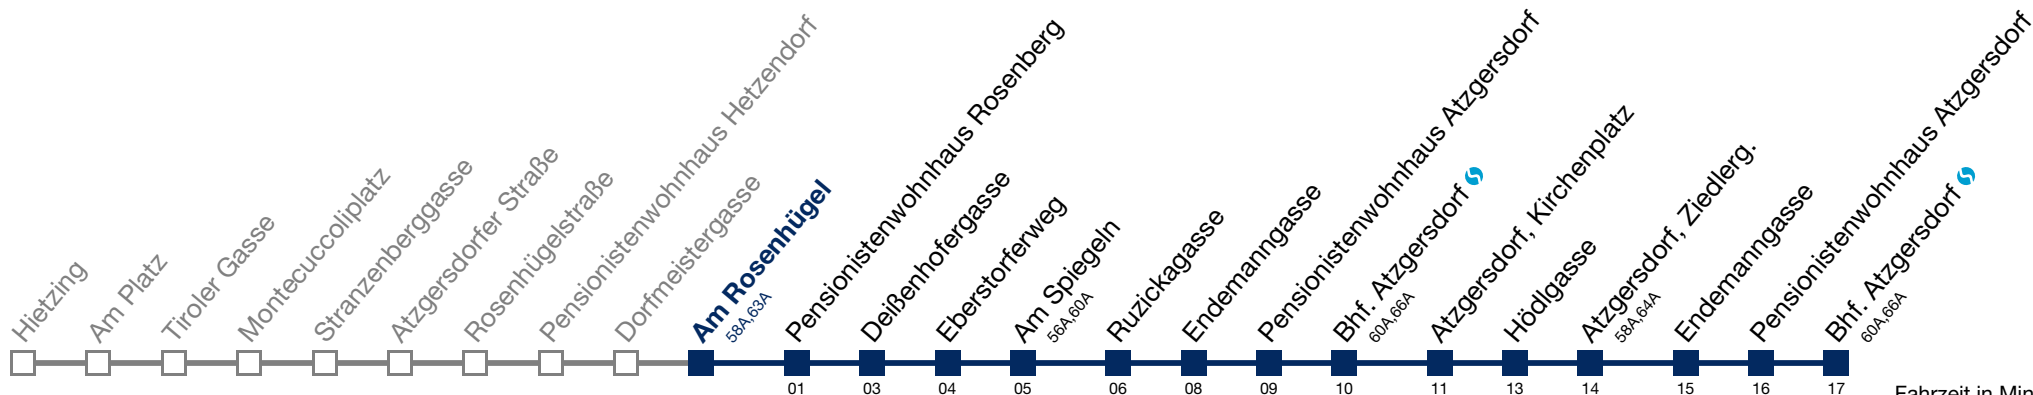 Hietzing
Am Platz
Tiroler Gasse
Montecuccoliplatz
Stranzenberggasse
Atzgersdorfer Straße
Rosenhügelstraße
Pensionistenwohnhaus Hetzendorf
Dorfmeistergasse
Am Rosenhügel
58A,63A
Pensionistenwohnhaus Rosenberg
01
Deißenhofergasse
03
Eberstorferweg
04
Am Spiegeln
56A,60A
05
Ruzickagasse
06
Endemanngasse
08
Pensionistenwohnhaus Atzgersdorf
09
Bhf. Atzgersdorf
60A,66A
10
Atzgersdorf, Kirchenplatz
11
Hödlgasse
13
Atzgersdorf, Ziedlerg.
58A,64A
14
Endemanngasse
15
Pensionistenwohnhaus Atzgersdorf
16
Bhf. Atzgersdorf
60A,66A
17
Fahrzeit in Min